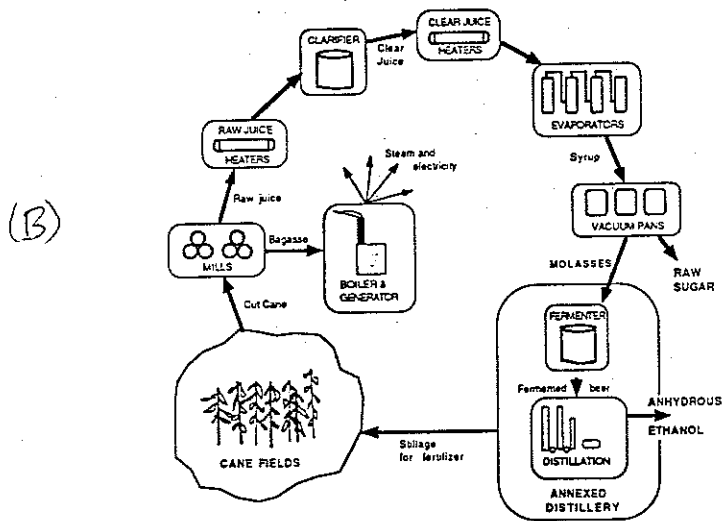 (B)
CLARIFIER
Clear
Juice
CLEAR JUICE
HEATERS
RAW JUICE
HEATERS
EVAPORATORS
Steam and
electricity
Syrup
Raw juice
VACUUM PANS
Bagasse
MILLS
MOLASSES
RAW
SUGAR
BOILER &
GENERATOR
Cut Cane
FERMENTER
Fermemed beer
ANHYDROUS
ETHANOL
Stillage
for fertilizer
DISTILLATION
CANE FIELDS
ANNEXED
DISTILLERY